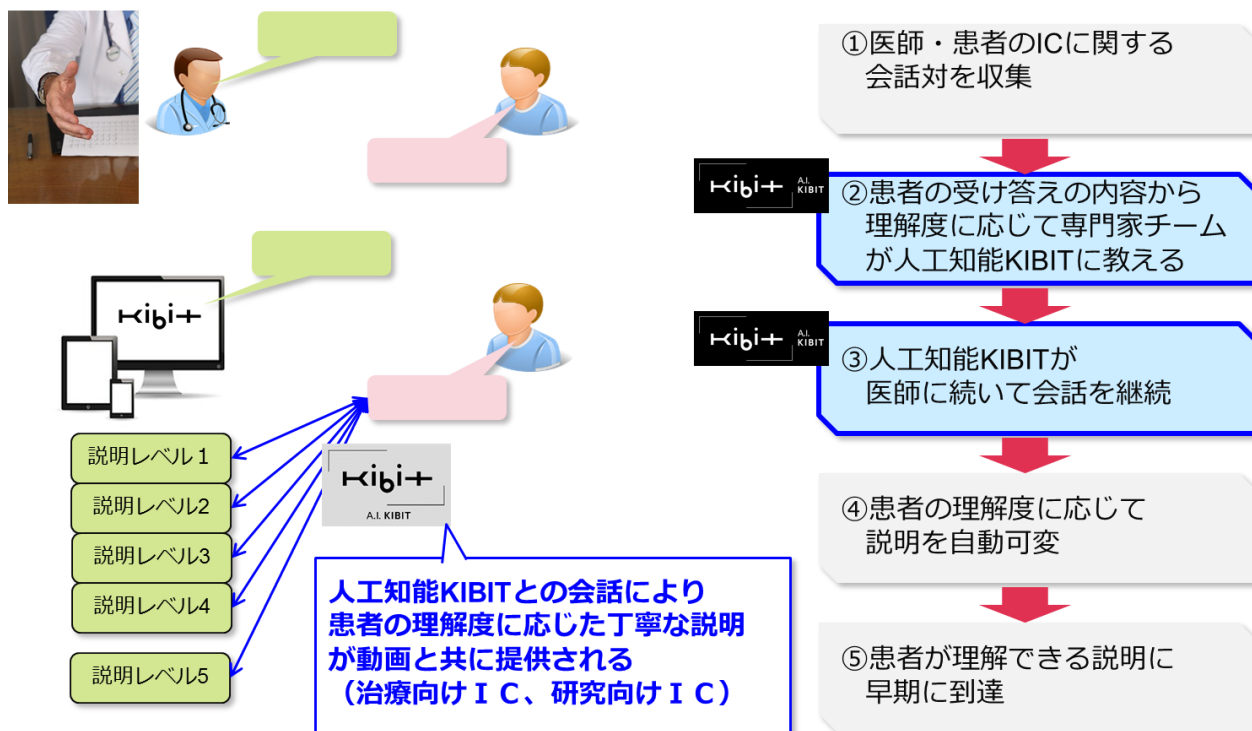 Kibit
説明レベル１
説明レベル2
説明レベル3
説明レベル4
説明レベル5
Kibit
A.I. KIBIT
人工知能KIBITとの会話により
患者の理解度に応じた丁寧な説明
が動画と共に提供される
（治療向けＩＣ、研究向けＩＣ）
①医師・患者のICに関する
会話対を収集
Kibit
A.I.
KIBIT
②患者の受け答えの内容から
理解度に応じて専門家チーム
が人工知能KIBITに教える
Kibit
A.I.
KIBIT
③人工知能KIBITが
医師に続いて会話を継続
④患者の理解度に応じて
説明を自動可変
⑤患者が理解できる説明に
早期に到達